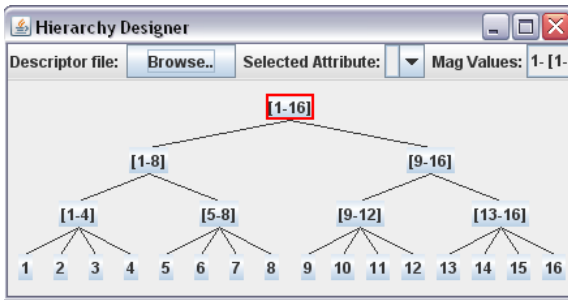 Hierarchy Designer
Descriptor file: Browse.. Selected Attribute: Mag Values: 1- [1-
[1-16]
[1-8] [9-16]
[1-4] [5-8] [9-12] [13-16]
1 2 3 4 5 6 7 8 9 10 11 12 13 14 15 16